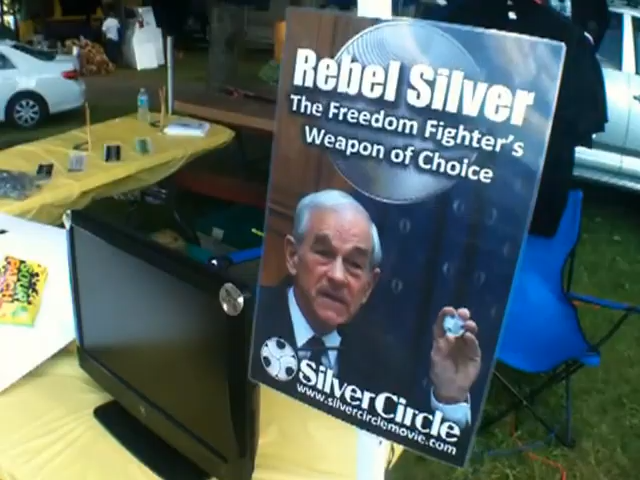 Rebel Silver
The Freedom Fighter's
Weapon of Choice
SilverCircle
www.silvercirclemovie.com